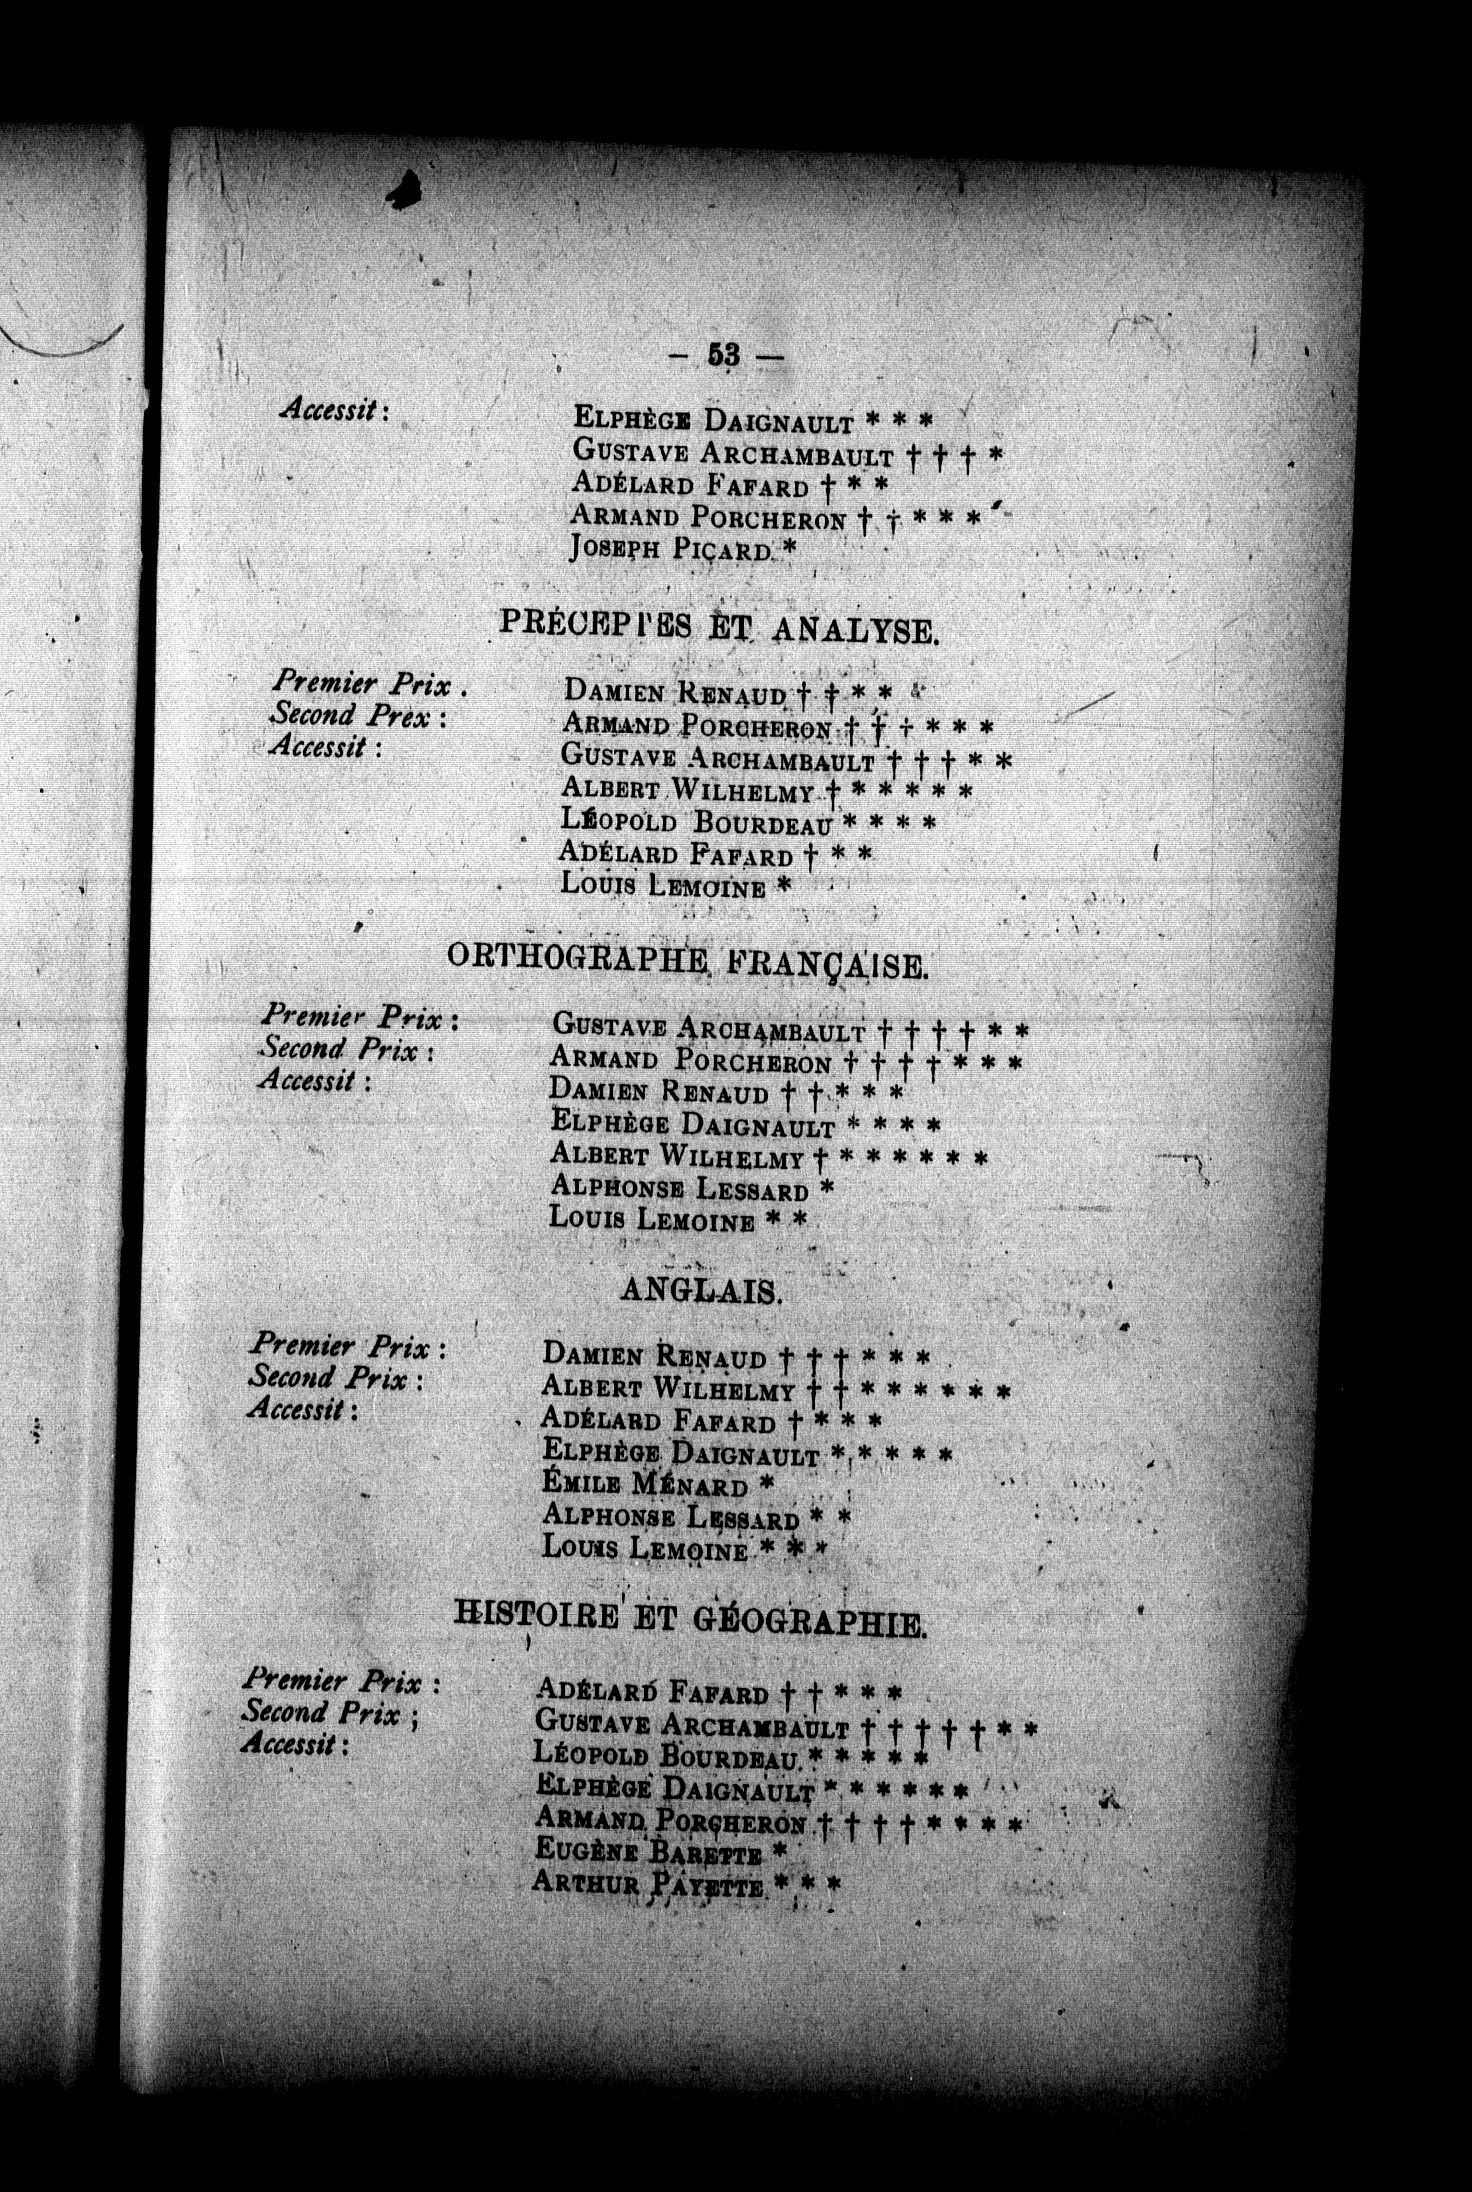 — 53 —
Accessit : ELPHÈGE DAIGNAULT * * *
GUSTAVE ARCHAMBAULT † † † *
ADÉLARD FAFARD † * *
ARMAND PORCHERON † † * * *
JOSEPH PICARD *
PRÉCEPTES ET ANALYSE.
Premier Prix . DAMIEN RENAUD † † * *
Second Prex : ARMAND PORCHERON † † † * * *
Accessit : GUSTAVE ARCHAMBAULT † † † * *
ALBERT WILHELMY † * * * * *
LÉOPOLD BOURDEAU * * * *
ADÉLARD FAFARD † * *
LOUIS LEMOINE *
ORTHOGRAPHE FRANÇAISE.
Premier Prix : GUSTAVE ARCHAMBAULT † † † † * *
Second Prix : ARMAND PORCHERON † † † † * * *
Accessit : DAMIEN RENAUD † † * * *
ELPHÈGE DAIGNAULT * * * *
ALBERT WILHELMY † * * * * * *
ALPHONSE LESSARD *
LOUIS LEMOINE * *
ANGLAIS.
Premier Prix : DAMIEN RENAUD † † † * * *
Second Prix : ALBERT WILHELMY † † * * * * * *
Accessit : ADÉLARD FAFARD † * * *
ELPHÈGE DAIGNAULT * * * * *
ÉMILE MÉNARD *
ALPHONSE LESSARD * *
LOUIS LEMOINE * * *
HISTOIRE ET GÉOGRAPHIE.
Premier Prix : ADÉLARD FAFARD † † * * *
Second Prix ; GUSTAVE ARCHAMBAULT † † † † † * *
Accessit : LÉOPOLD BOURDEAU * * * * *
ELPHÈGE DAIGNAULT * * * * * *
ARMAND PORCHERON † † † † * * * *
EUGÈNE BARETTE *
ARTHUR PAYETTE * * *